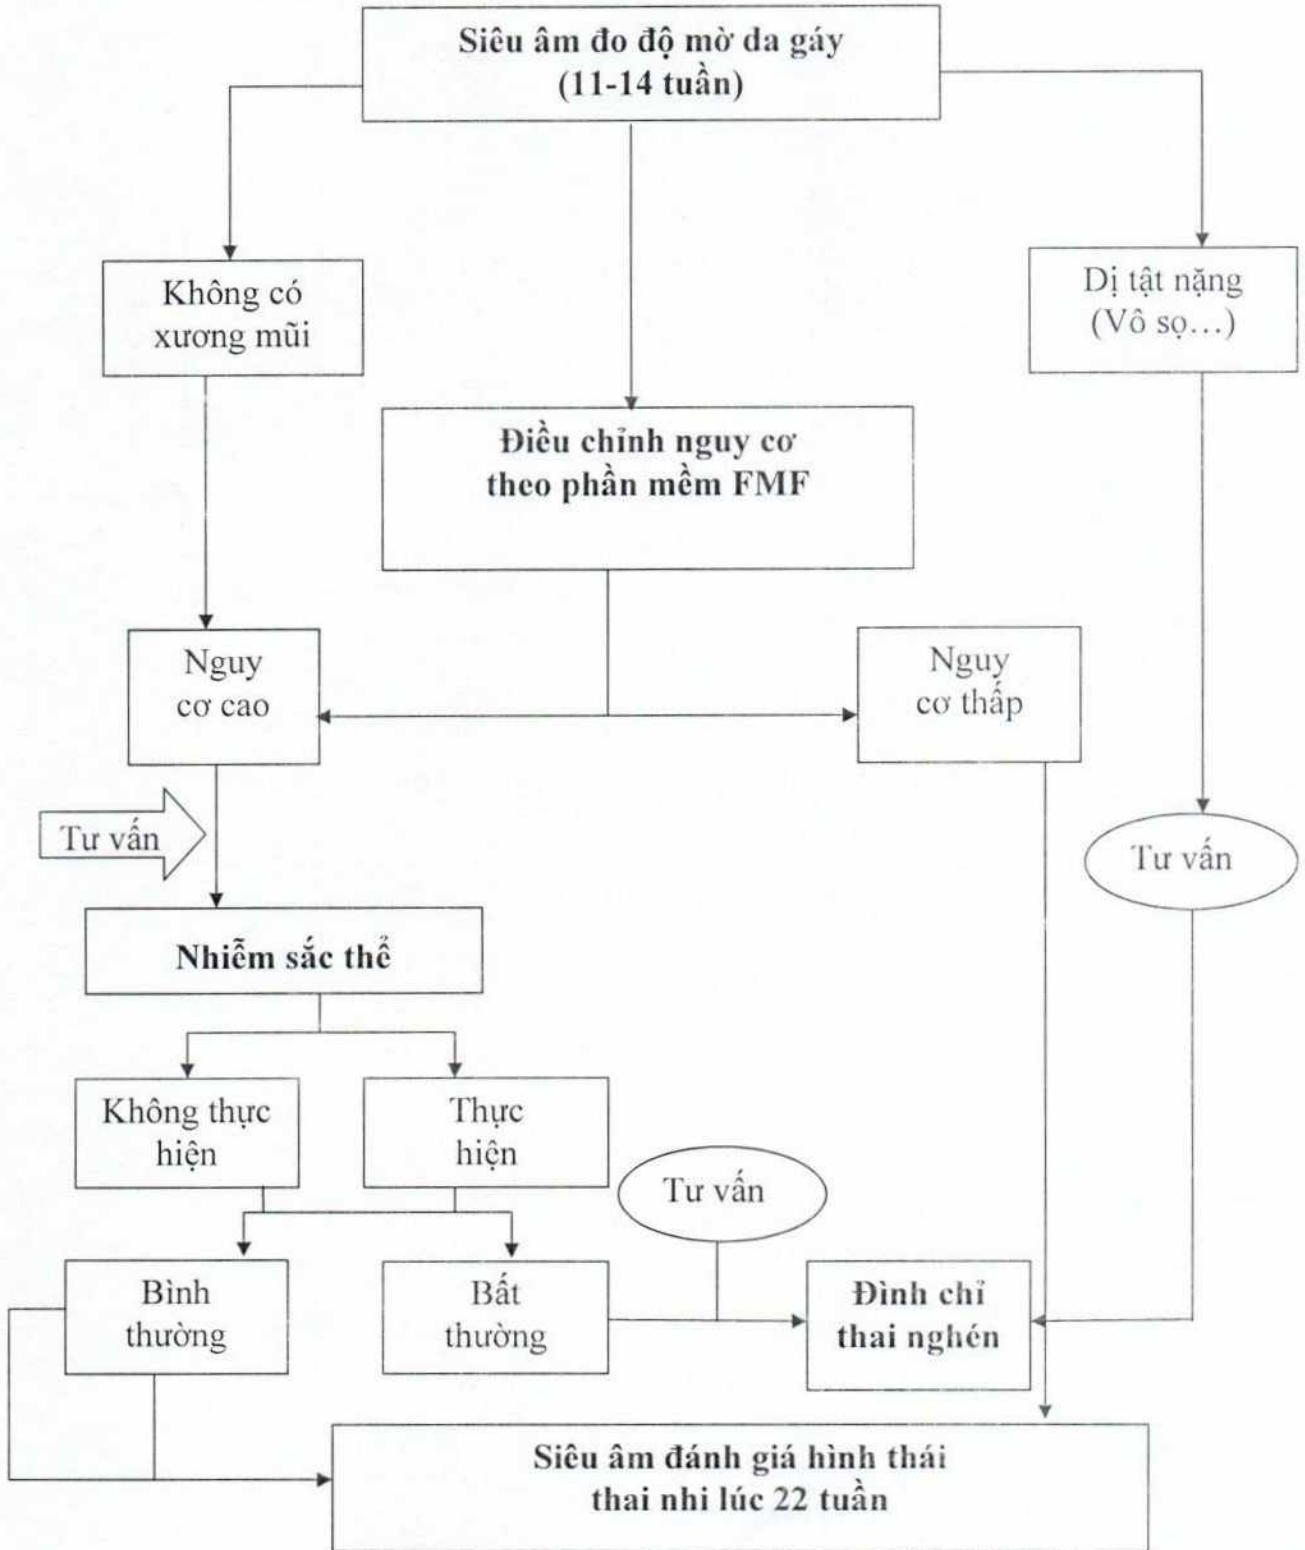 Siêu âm đo độ mờ da gáy
(11-14 tuần)
Không có
xương mũi
Dị tật nặng
(Vô sọ...)
Điều chỉnh nguy cơ
theo phần mềm FMF
Nguy
cơ cao
Nguy
cơ thấp
Tư vấn
Tư vấn
Nhiễm sắc thể
Không thực
hiện
Thực
hiện
Tư vấn
Bình
thường
Bất
thường
Đình chỉ
thai nghén
Siêu âm đánh giá hình thái
thai nhi lúc 22 tuần